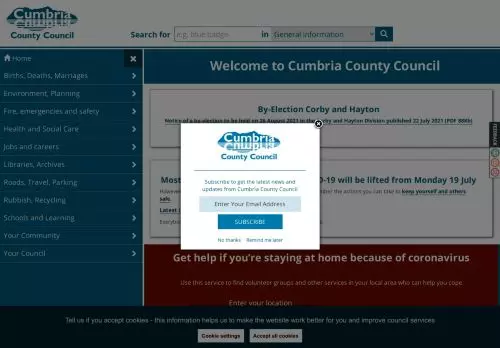 Cumbria
County Council
Search for
e.g. blue badge
in
General information
Home
Births, Deaths, Marriages
Environment, Planning
Fire, emergencies and safety
Health and Social Care
Jobs and careers
Libraries, Archives
Roads, Travel, Parking
Rubbish, Recycling
Schools and Learning
Your Community
Your Council
Welcome to Cumbria County Council
By-Election Corby and Hayton
Notice of a by-election to be held on 26 August 2021 in the Corby and Hayton Division published 22 July 2021 (PDF 88kb)
Most
D-19 will be lifted from Monday 19 July
However
ber the actions you can take to keep yourself and others
safe.
Latest
Everyb
FEEDBACK
Cumbria
County Council
Subscribe to get the latest news and
updates from Cumbria County Council
Enter Your Email Address
SUBSCRIBE
No thanks Remind me later
Get help if you're staying at home because of coronavirus
Use this service to find volunteer groups and other services in your local area who can help you cope.
Enter your location
Tell us if you accept cookies - this information helps us to make the website work better for you and improve council services
Cookie settings
Accept all cookies